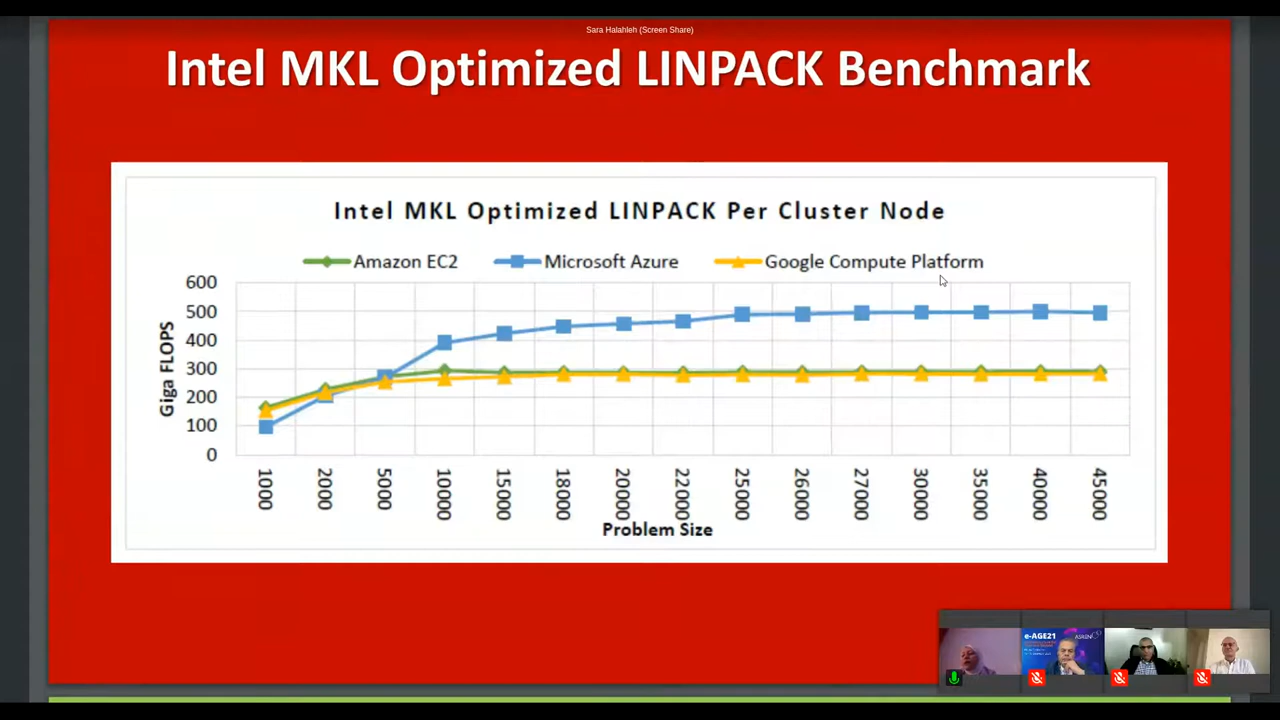 Sara Halahleh (Screen Share)
Intel MKL Optimized LINPACK Benchmark
Intel MKL Optimized LINPACK Per Cluster Node
Amazon EC2 Microsoft Azure Google Compute Platform
600
500
400
300
200
100
0
Giga FLOPS
1000 2000 5000 10000 15000 18000 20000 22000 25000 26000 27000 30000 35000 40000 45000
Problem Size
e-AGE21